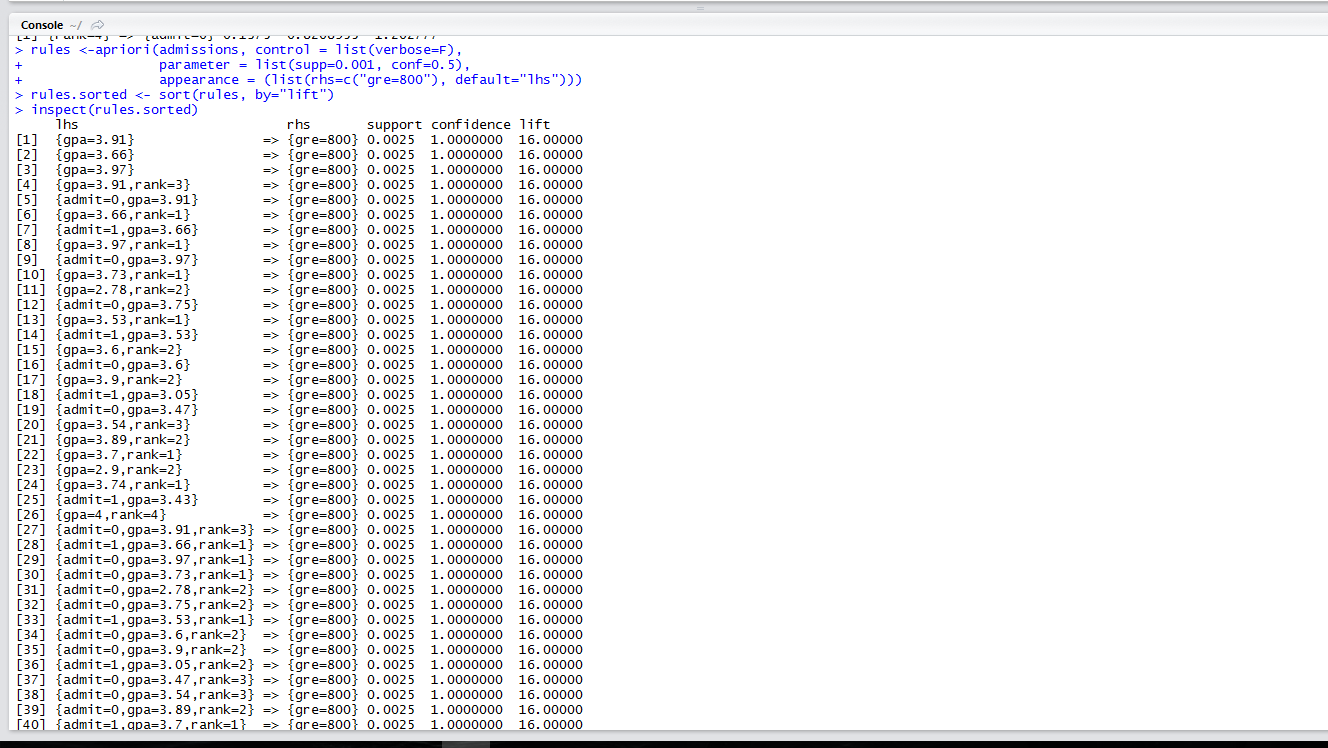 Console ~/
[1] {rank=4} => {admit=0} 0.1375 0.8208955 1.202777
> rules <-apriori(admissions, control = list(verbose=F),
+ parameter = list(supp=0.001, conf=0.5),
+ appearance = (list(rhs=c("gre=800"), default="lhs")))
> rules.sorted <- sort(rules, by="lift")
> inspect(rules.sorted)
lhs rhs support confidence lift
[1] {gpa=3.91} => {gre=800} 0.0025 1.0000000 16.00000
[2] {gpa=3.66} => {gre=800} 0.0025 1.0000000 16.00000
[3] {gpa=3.97} => {gre=800} 0.0025 1.0000000 16.00000
[4] {gpa=3.91,rank=3} => {gre=800} 0.0025 1.0000000 16.00000
[5] {admit=0,gpa=3.91} => {gre=800} 0.0025 1.0000000 16.00000
[6] {gpa=3.66,rank=1} => {gre=800} 0.0025 1.0000000 16.00000
[7] {admit=1,gpa=3.66} => {gre=800} 0.0025 1.0000000 16.00000
[8] {gpa=3.97,rank=1} => {gre=800} 0.0025 1.0000000 16.00000
[9] {admit=0,gpa=3.97} => {gre=800} 0.0025 1.0000000 16.00000
[10] {gpa=3.73,rank=1} => {gre=800} 0.0025 1.0000000 16.00000
[11] {gpa=2.78,rank=2} => {gre=800} 0.0025 1.0000000 16.00000
[12] {admit=0,gpa=3.75} => {gre=800} 0.0025 1.0000000 16.00000
[13] {gpa=3.53,rank=1} => {gre=800} 0.0025 1.0000000 16.00000
[14] {admit=1,gpa=3.53} => {gre=800} 0.0025 1.0000000 16.00000
[15] {gpa=3.6,rank=2} => {gre=800} 0.0025 1.0000000 16.00000
[16] {admit=0,gpa=3.6} => {gre=800} 0.0025 1.0000000 16.00000
[17] {gpa=3.9,rank=2} => {gre=800} 0.0025 1.0000000 16.00000
[18] {admit=1,gpa=3.05} => {gre=800} 0.0025 1.0000000 16.00000
[19] {admit=0,gpa=3.47} => {gre=800} 0.0025 1.0000000 16.00000
[20] {gpa=3.54,rank=3} => {gre=800} 0.0025 1.0000000 16.00000
[21] {gpa=3.89,rank=2} => {gre=800} 0.0025 1.0000000 16.00000
[22] {gpa=3.7,rank=1} => {gre=800} 0.0025 1.0000000 16.00000
[23] {gpa=2.9,rank=2} => {gre=800} 0.0025 1.0000000 16.00000
[24] {gpa=3.74,rank=1} => {gre=800} 0.0025 1.0000000 16.00000
[25] {admit=1,gpa=3.43} => {gre=800} 0.0025 1.0000000 16.00000
[26] {gpa=4,rank=4} => {gre=800} 0.0025 1.0000000 16.00000
[27] {admit=0,gpa=3.91,rank=3} => {gre=800} 0.0025 1.0000000 16.00000
[28] {admit=1,gpa=3.66,rank=1} => {gre=800} 0.0025 1.0000000 16.00000
[29] {admit=0,gpa=3.97,rank=1} => {gre=800} 0.0025 1.0000000 16.00000
[30] {admit=0,gpa=3.73,rank=1} => {gre=800} 0.0025 1.0000000 16.00000
[31] {admit=0,gpa=2.78,rank=2} => {gre=800} 0.0025 1.0000000 16.00000
[32] {admit=0,gpa=3.75,rank=2} => {gre=800} 0.0025 1.0000000 16.00000
[33] {admit=1,gpa=3.53,rank=1} => {gre=800} 0.0025 1.0000000 16.00000
[34] {admit=0,gpa=3.6,rank=2} => {gre=800} 0.0025 1.0000000 16.00000
[35] {admit=0,gpa=3.9,rank=2} => {gre=800} 0.0025 1.0000000 16.00000
[36] {admit=1,gpa=3.05,rank=2} => {gre=800} 0.0025 1.0000000 16.00000
[37] {admit=0,gpa=3.47,rank=3} => {gre=800} 0.0025 1.0000000 16.00000
[38] {admit=0,gpa=3.54,rank=3} => {gre=800} 0.0025 1.0000000 16.00000
[39] {admit=0,gpa=3.89,rank=2} => {gre=800} 0.0025 1.0000000 16.00000
[40] {admit=1,gpa=3.7,rank=1} => {gre=800} 0.0025 1.0000000 16.00000